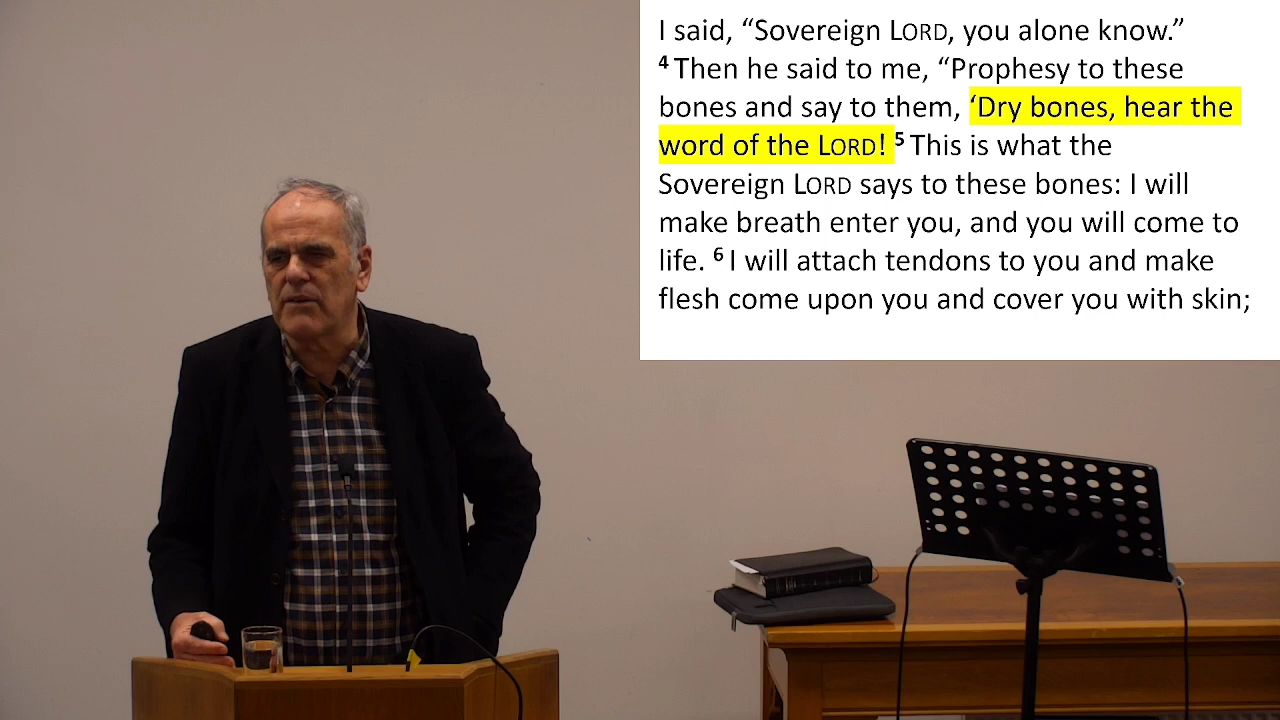 I said, “Sovereign LORD, you alone know.”
4 Then he said to me, “Prophesy to these
bones and say to them, ‘Dry bones, hear the
word of the LORD! 5 This is what the
Sovereign LORD says to these bones: I will
make breath enter you, and you will come to
life. 6 I will attach tendons to you and make
flesh come upon you and cover you with skin;